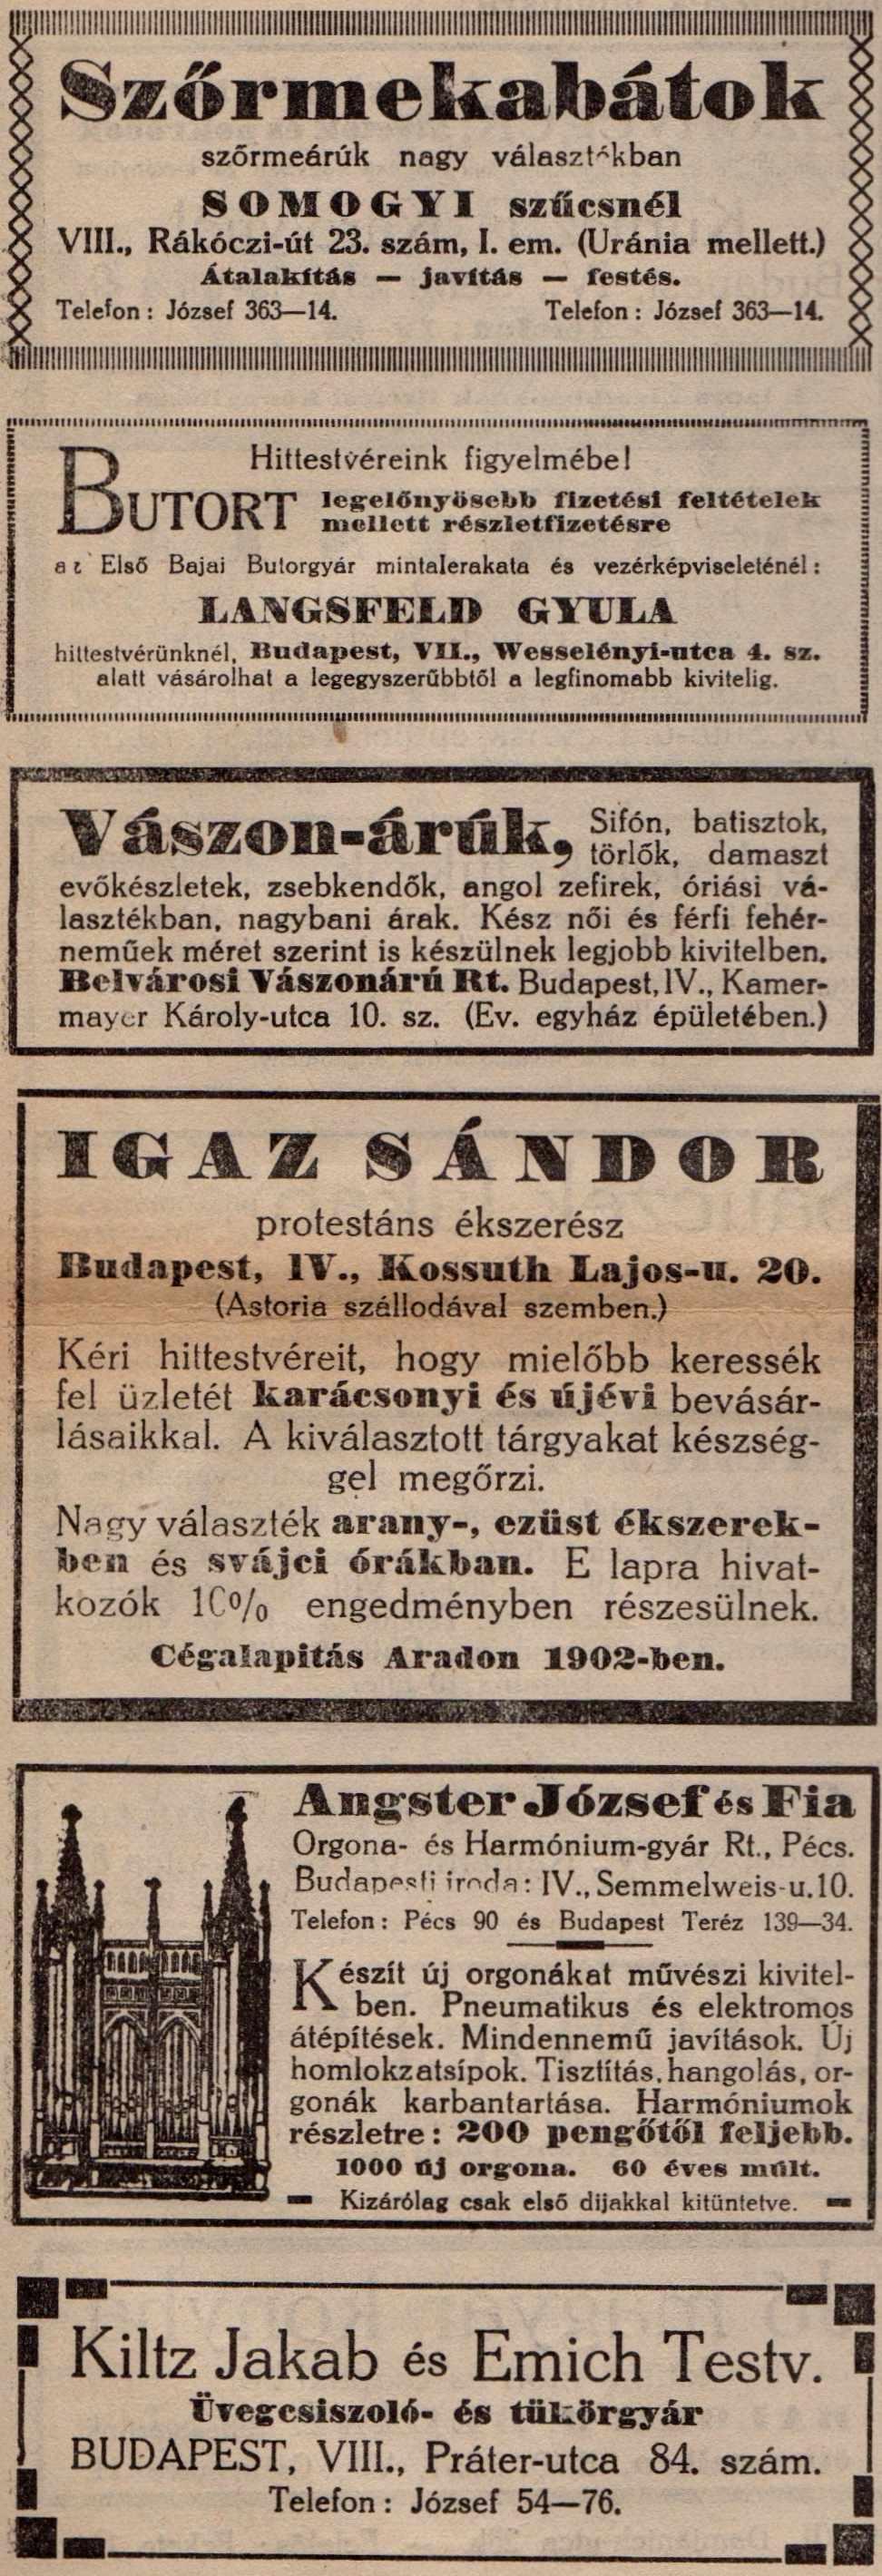 Szőrmekabátok
szőrmeárúk nagy választékban
SOMOGYI szűcsnél
VIII., Rákóczi-út 23. szám, I. em. (Uránia mellett.)
Átalakítás — javítás — festés.
Telefon: József 363—14. Telefon: József 363—14.
Hittestvéreink figyelmébe!
BUTORT legelőnyösebb fizetési feltételek
mellett részletfizetésre
az Első Bajai Butorgyár mintalerakata és vezérképviseleténél:
LANGSFELD GYULA
hittestvérünknél, Budapest, VII., Wesselényi-utca 4. sz.
alatt vásárolhat a legegyszerűbbtől a legfinomabb kivitelig.
Vászon-árúk, Sifón, batisztok,
törlők, damaszt
evőkészletek, zsebkendők, angol zefirek, óriási vá-
lasztékban, nagybani árak. Kész női és férfi fehér-
neműek méret szerint is készülnek legjobb kivitelben.
Belvárosi Vászonárú Rt. Budapest, IV., Kamer-
mayer Károly-utca 10. sz. (Ev. egyház épületében.)
IGAZ SÁNDOR
protestáns ékszerész
Budapest, IV., Kossuth Lajos-u. 20.
(Astoria szállodával szemben.)
Kéri hittestvéreit, hogy mielőbb keressék
fel üzletét karácsonyi és újévi bevásár-
lásaikkal. A kiválasztott tárgyakat készség-
gel megőrzi.
Nagy választék arany-, ezüst ékszerek-
ben és svájci órákban. E lapra hivat-
kozók 10% engedményben részesülnek.
Cégalapitás Aradon 1902-ben.
Angster József és Fia
Orgona- és Harmónium-gyár Rt., Pécs.
Budapesti iroda: IV., Semmelweis-u. 10.
Telefon: Pécs 90 és Budapest Teréz 139—34.
Készít új orgonákat művészi kivitel-
ben. Pneumatikus és elektromos
átépítések. Mindennemű javítások. Új
homlokzatsípok. Tisztítás, hangolás, or-
gonák karbantartása. Harmóniumok
részletre: 200 pengőtől feljebb.
1000 új orgona. 60 éves múlt.
Kizárólag csak első dijakkal kitüntetve.
Kiltz Jakab és Emich Testv.
Üvegcsiszoló- és tükörgyár
BUDAPEST, VIII., Práter-utca 84. szám.
Telefon: József 54—76.